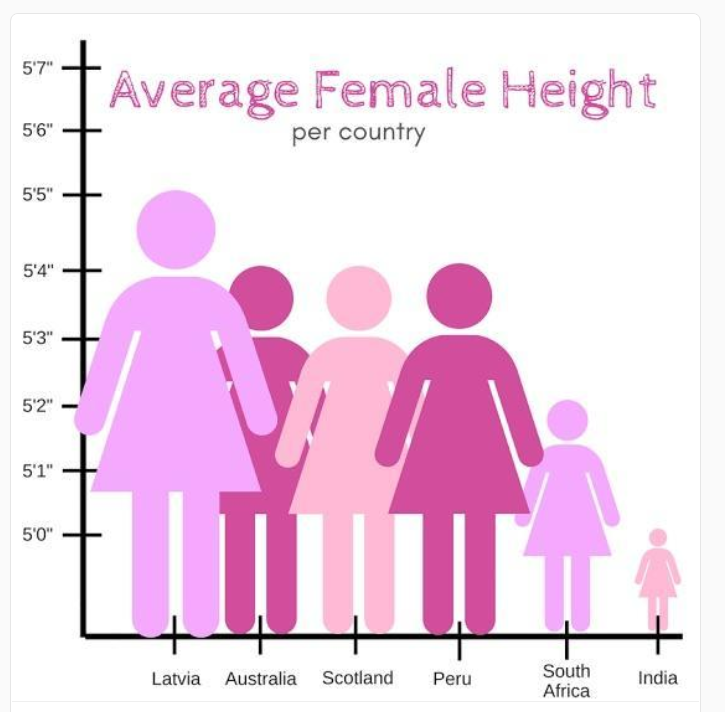 Average Female Height
per country
5'7"
5'6"
5'5"
5'4"
5'3"
5'2"
5'1"
5'0"
Latvia
Australia
Scotland
Peru
South
Africa
India